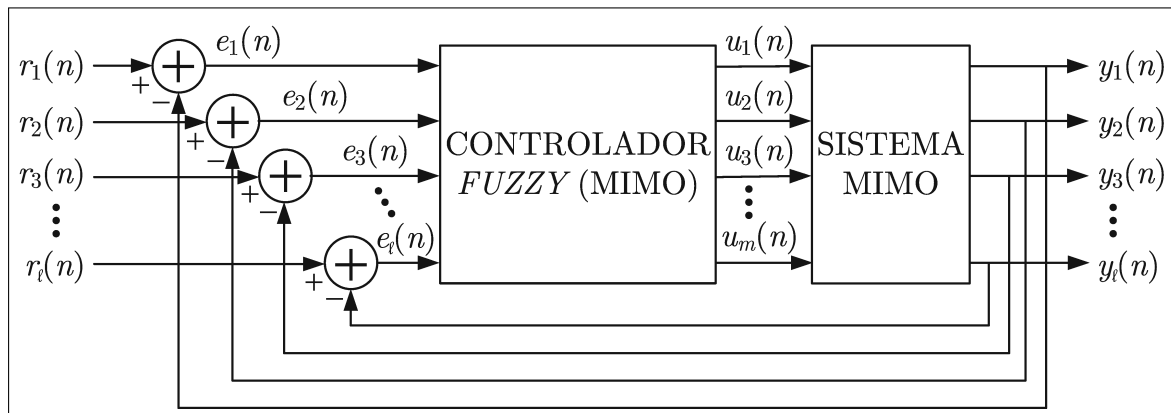 r₁(n)
r₂(n)
r₃(n)
⋮
rℓ(n)
+
−
+
−
+
−
+
−
e₁(n)
e₂(n)
e₃(n)
⋱
eℓ(n)
CONTROLADOR
FUZZY (MIMO)
u₁(n)
u₂(n)
u₃(n)
⋮
uₘ(n)
SISTEMA
MIMO
y₁(n)
y₂(n)
y₃(n)
⋮
yℓ(n)